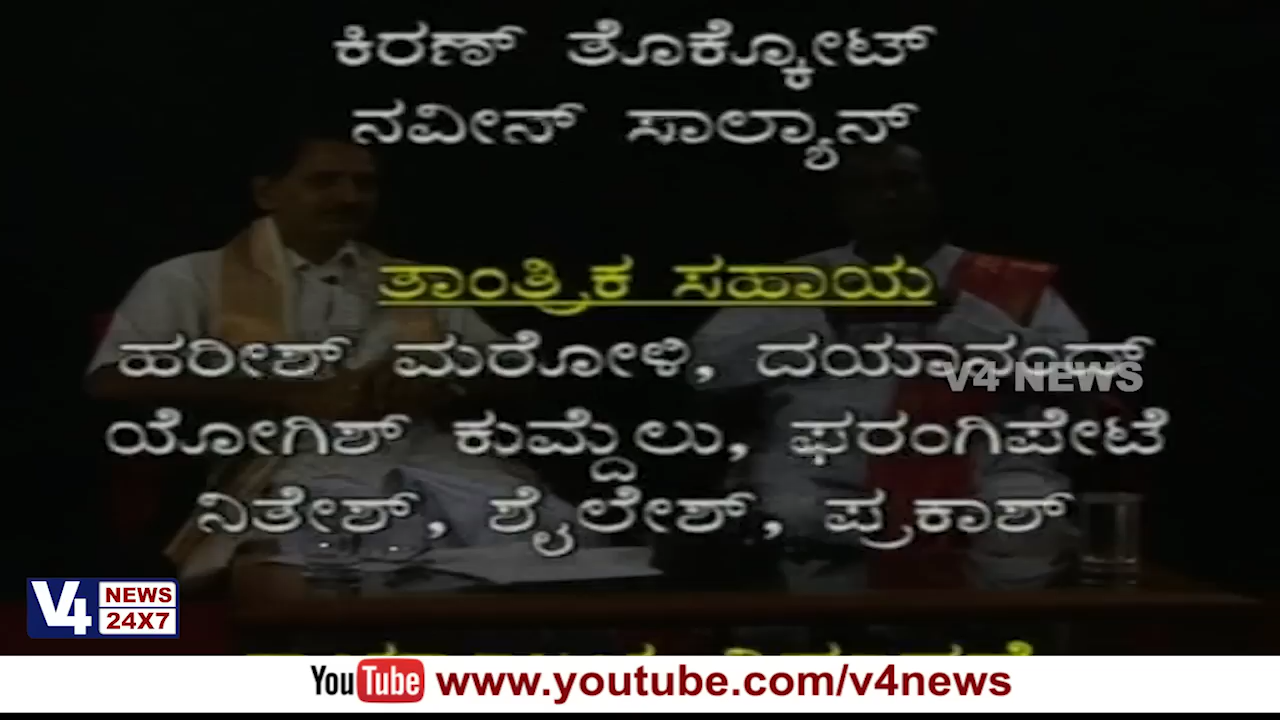 ಕಿರಣ್ ತೊಕ್ಕೋಟ್
ನವೀನ್ ಸಾಲ್ಯಾನ್
ತಾಂತ್ರಿಕ ಸಹಾಯ
ಹರೀಶ್ ಮರೋಳಿ, ದಯಾನಂದ್
V4 NEWS
ಯೋಗಿಶ್ ಕುಮ್ದೆಲು, ಫರಂಗಿಪೇಟೆ
ನಿತೇಶ್, ಶೈಲೇಶ್, ಪ್ರಕಾಶ್
V4 NEWS 24X7
YouTube www.youtube.com/v4news